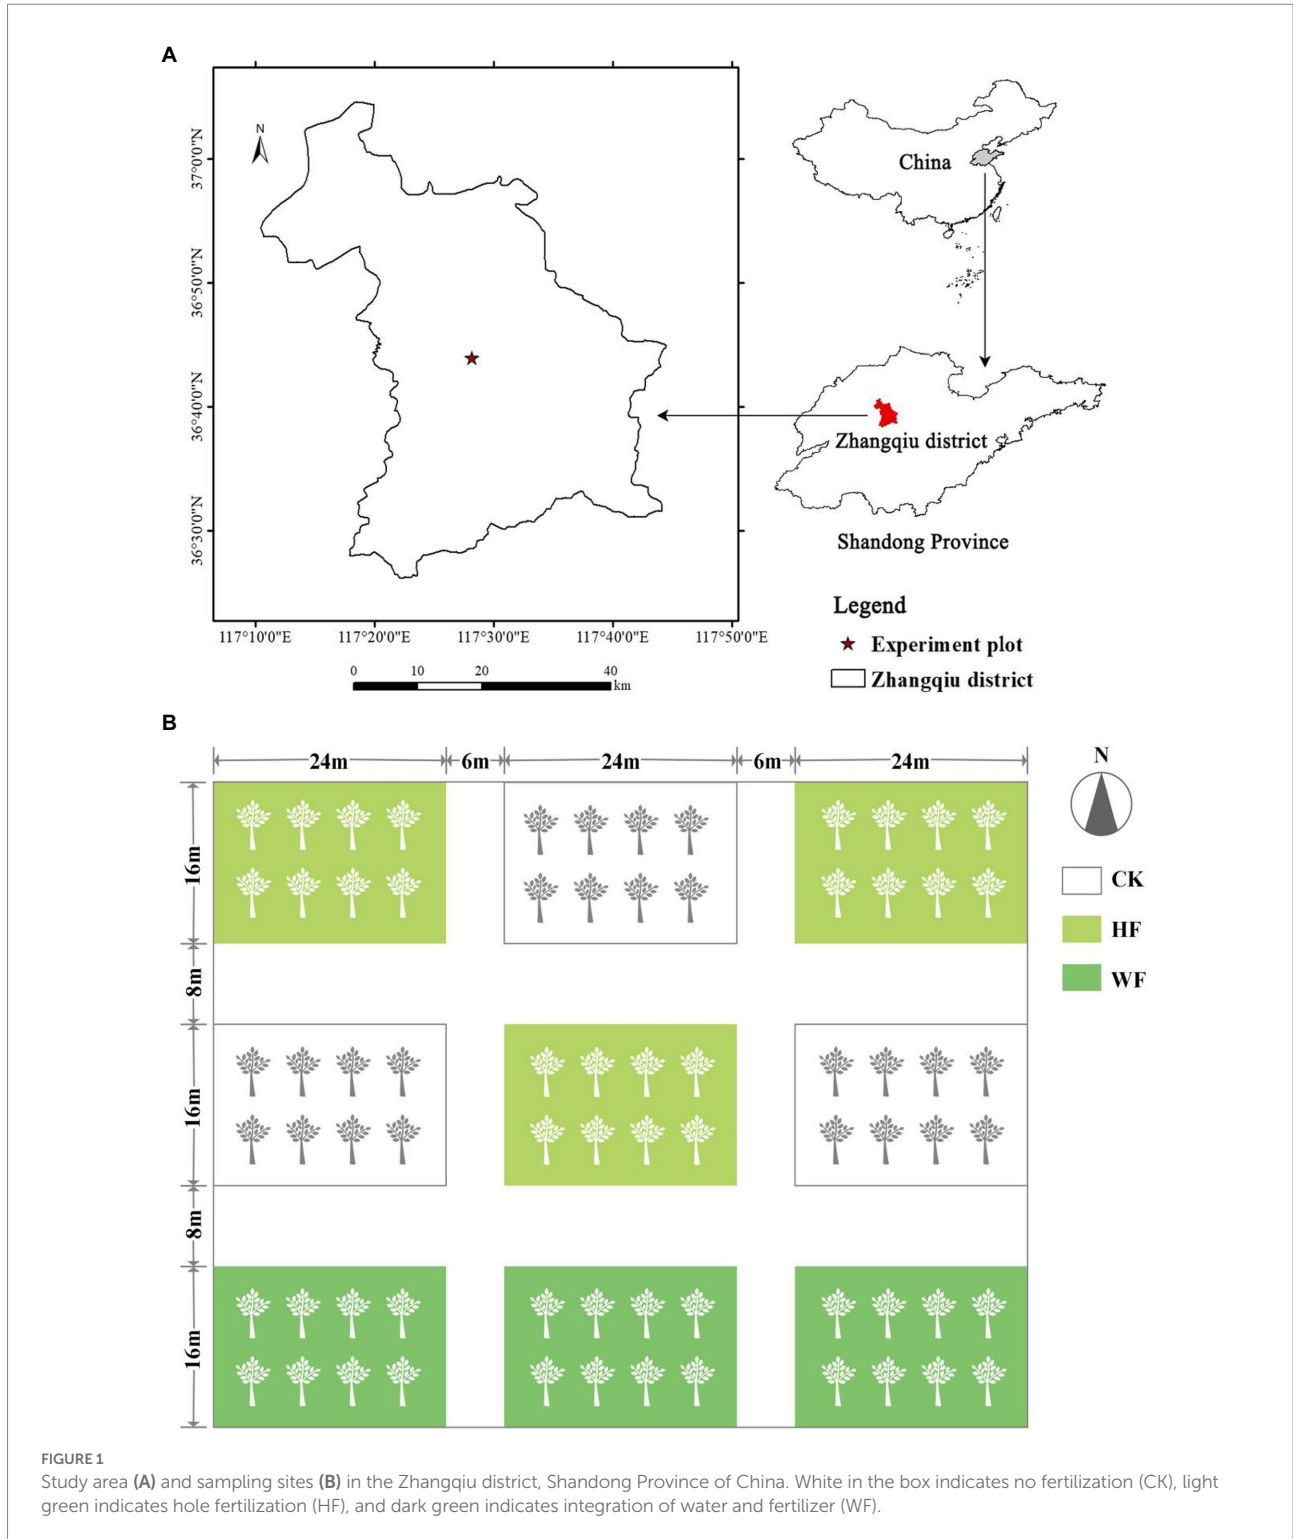 A
N
37°0'0"N
36°50'0"N
36°40'0"N
36°30'0"N
117°10'0"E
117°20'0"E
117°30'0"E
117°40'0"E
117°50'0"E
0
10
20
40
km
China
Zhangqiu district
Shandong Province
Legend
Experiment plot
Zhangqiu district
B
24m
6m
24m
6m
24m
16m
8m
16m
8m
16m
N
CK
HF
WF
FIGURE 1
Study area (A) and sampling sites (B) in the Zhangqiu district, Shandong Province of China. White in the box indicates no fertilization (CK), light
green indicates hole fertilization (HF), and dark green indicates integration of water and fertilizer (WF).